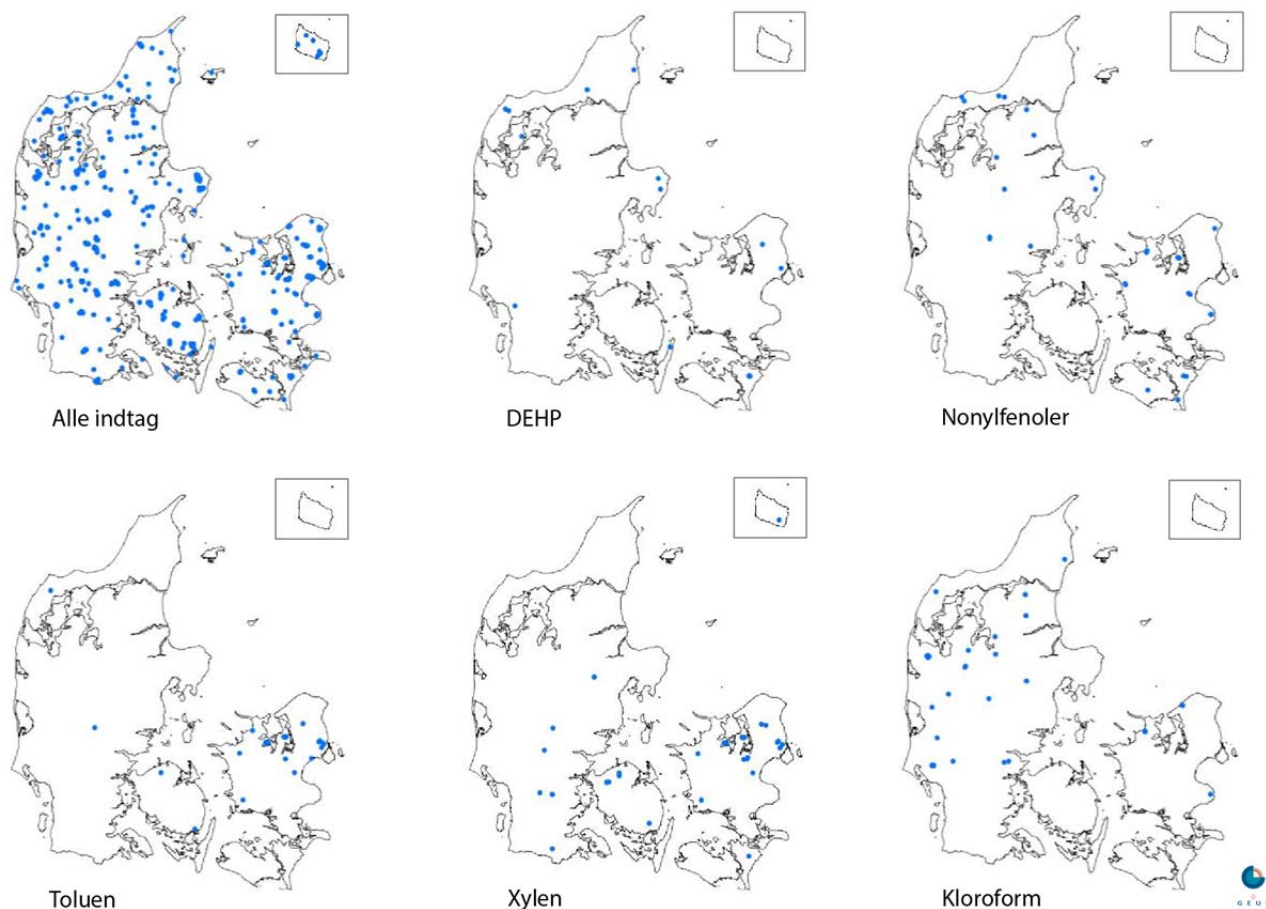 Alle indtag
DEHP
Nonylfenoler
Toluen
Xylen
Kloroform